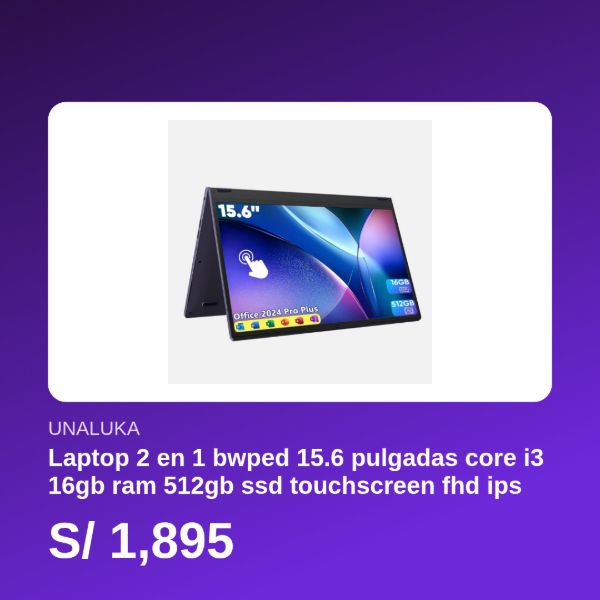 15.6"
16GB
512GB
Office 2024 Pro Plus
UNALUKA
Laptop 2 en 1 bwped 15.6 pulgadas core i3
16gb ram 512gb ssd touchscreen fhd ips
S/ 1,895